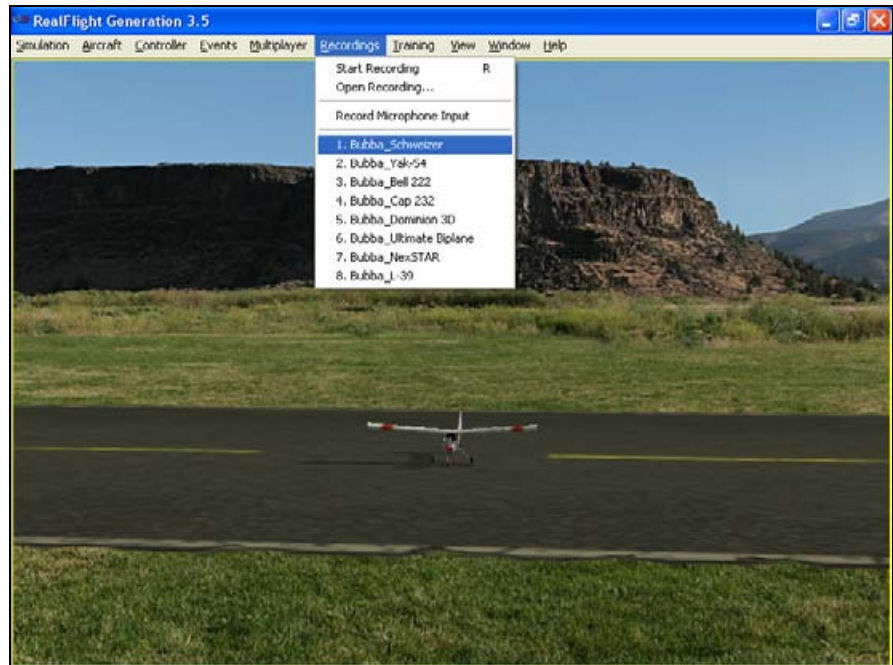 RealFlight Generation 3.5
Simulation Aircraft Controller Events Multiplayer Recordings Training View Window Help
Start Recording R
Open Recording...
Record Microphone Input
1. Bubba_Schweizer
2. Bubba_Yak-54
3. Bubba_Bell 222
4. Bubba_Cap 232
5. Bubba_Dominion 3D
6. Bubba_Ultimate Biplane
7. Bubba_NexSTAR
8. Bubba_L-39